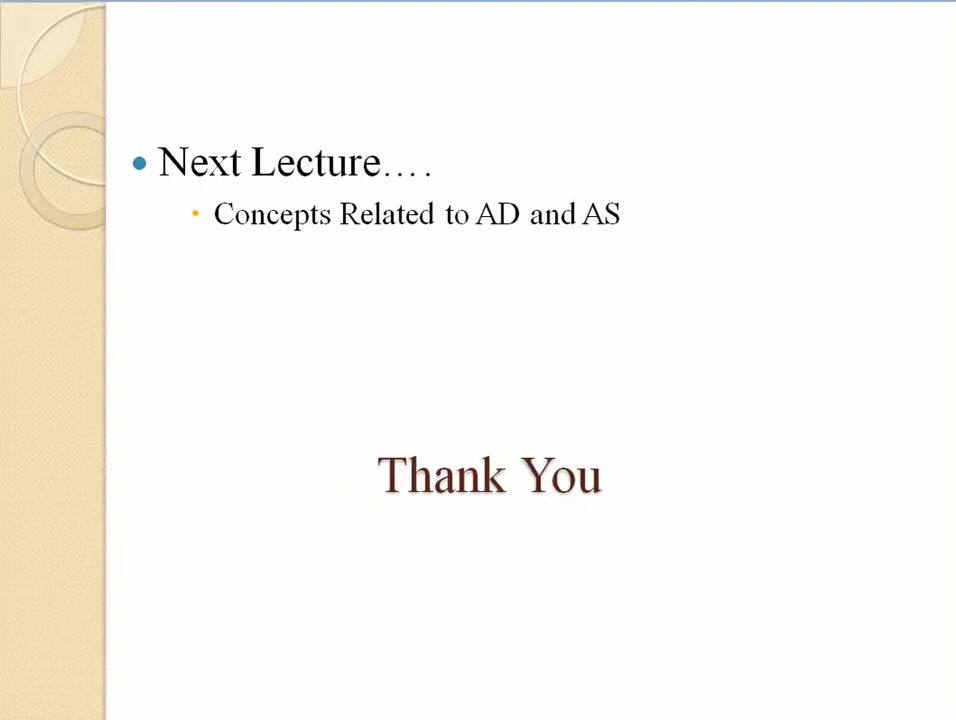 Next Lecture....
Concepts Related to AD and AS
Thank You